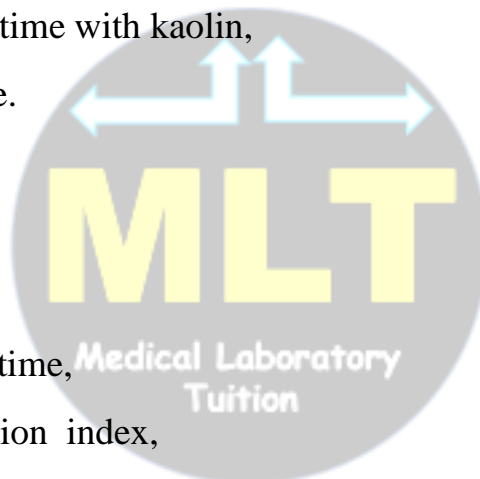 time with kaolin,
e.
MLT
time,
Medical Laboratory
Tuition
ion index,